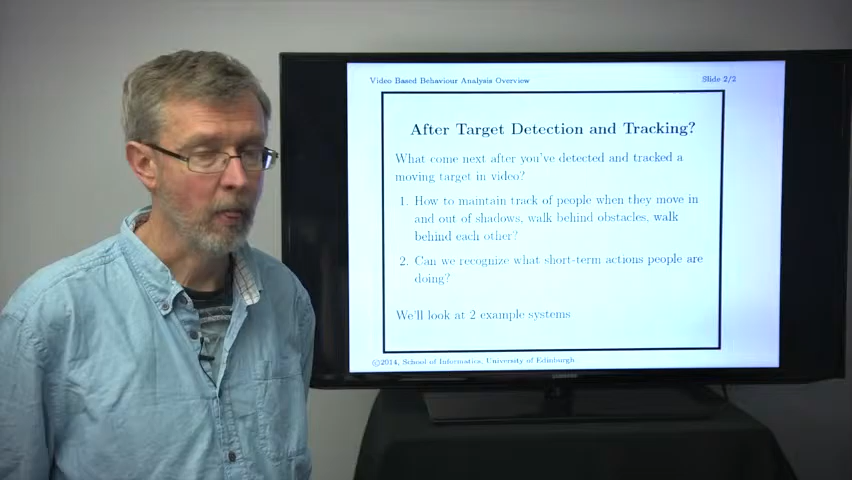 Video Based Behaviour Analysis Overview Slide 2/2
After Target Detection and Tracking?
What come next after you've detected and tracked a
moving target in video?
1. How to maintain track of people when they move in
and out of shadows, walk behind obstacles, walk
behind each other?
2. Can we recognize what short-term actions people are
doing?
We'll look at 2 example systems
©2014, School of Informatics, University of Edinburgh